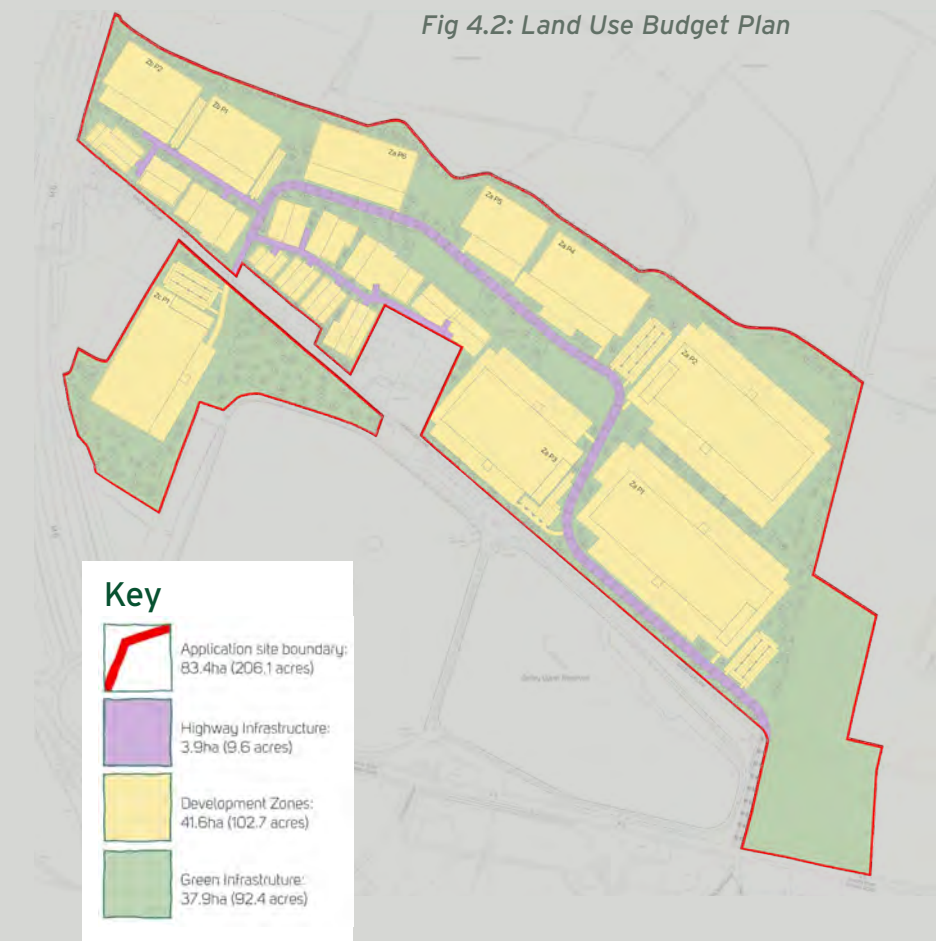 Fig 4.2: Land Use Budget Plan
Zb P2
Zb P1
Za P6
Za P5
Za P4
Zc P1
Za P2
Za P3
Za P1
Key
Application site boundary:
83.4ha (206.1 acres)
Highway Infrastructure:
3.9ha (9.6 acres)
Development Zones:
41.6ha (102.7 acres)
Green Infrastruture:
37.9ha (92.4 acres)